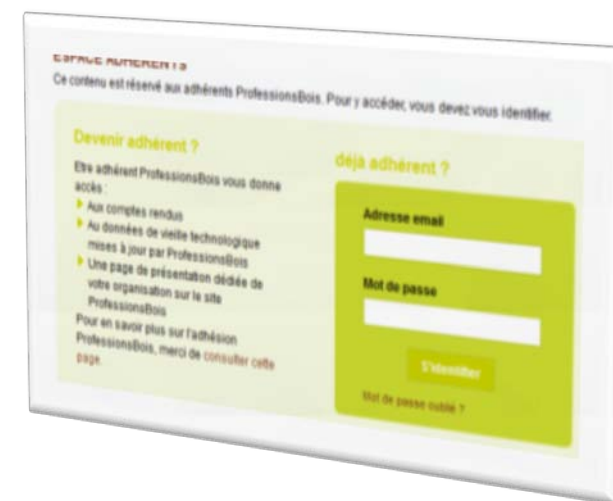 ESPACE ADHERENTS
Ce contenu est réservé aux adhérents ProfessionsBois. Pour y accéder, vous devez vous identifier.
Devenir adhérent ?
Etre adhérent ProfessionsBois vous donne
accès :
Aux comptes rendus
Au données de vieille technologique
mises à jour par ProfessionsBois
Une page de présentation dédiée de
votre organisation sur le site
ProfessionsBois
Pour en savoir plus sur l'adhésion
ProfessionsBois, merci de consulter cette
page.
déjà adhérent ?
Adresse email
Mot de passe
S'identifier
Mot de passe oublié ?